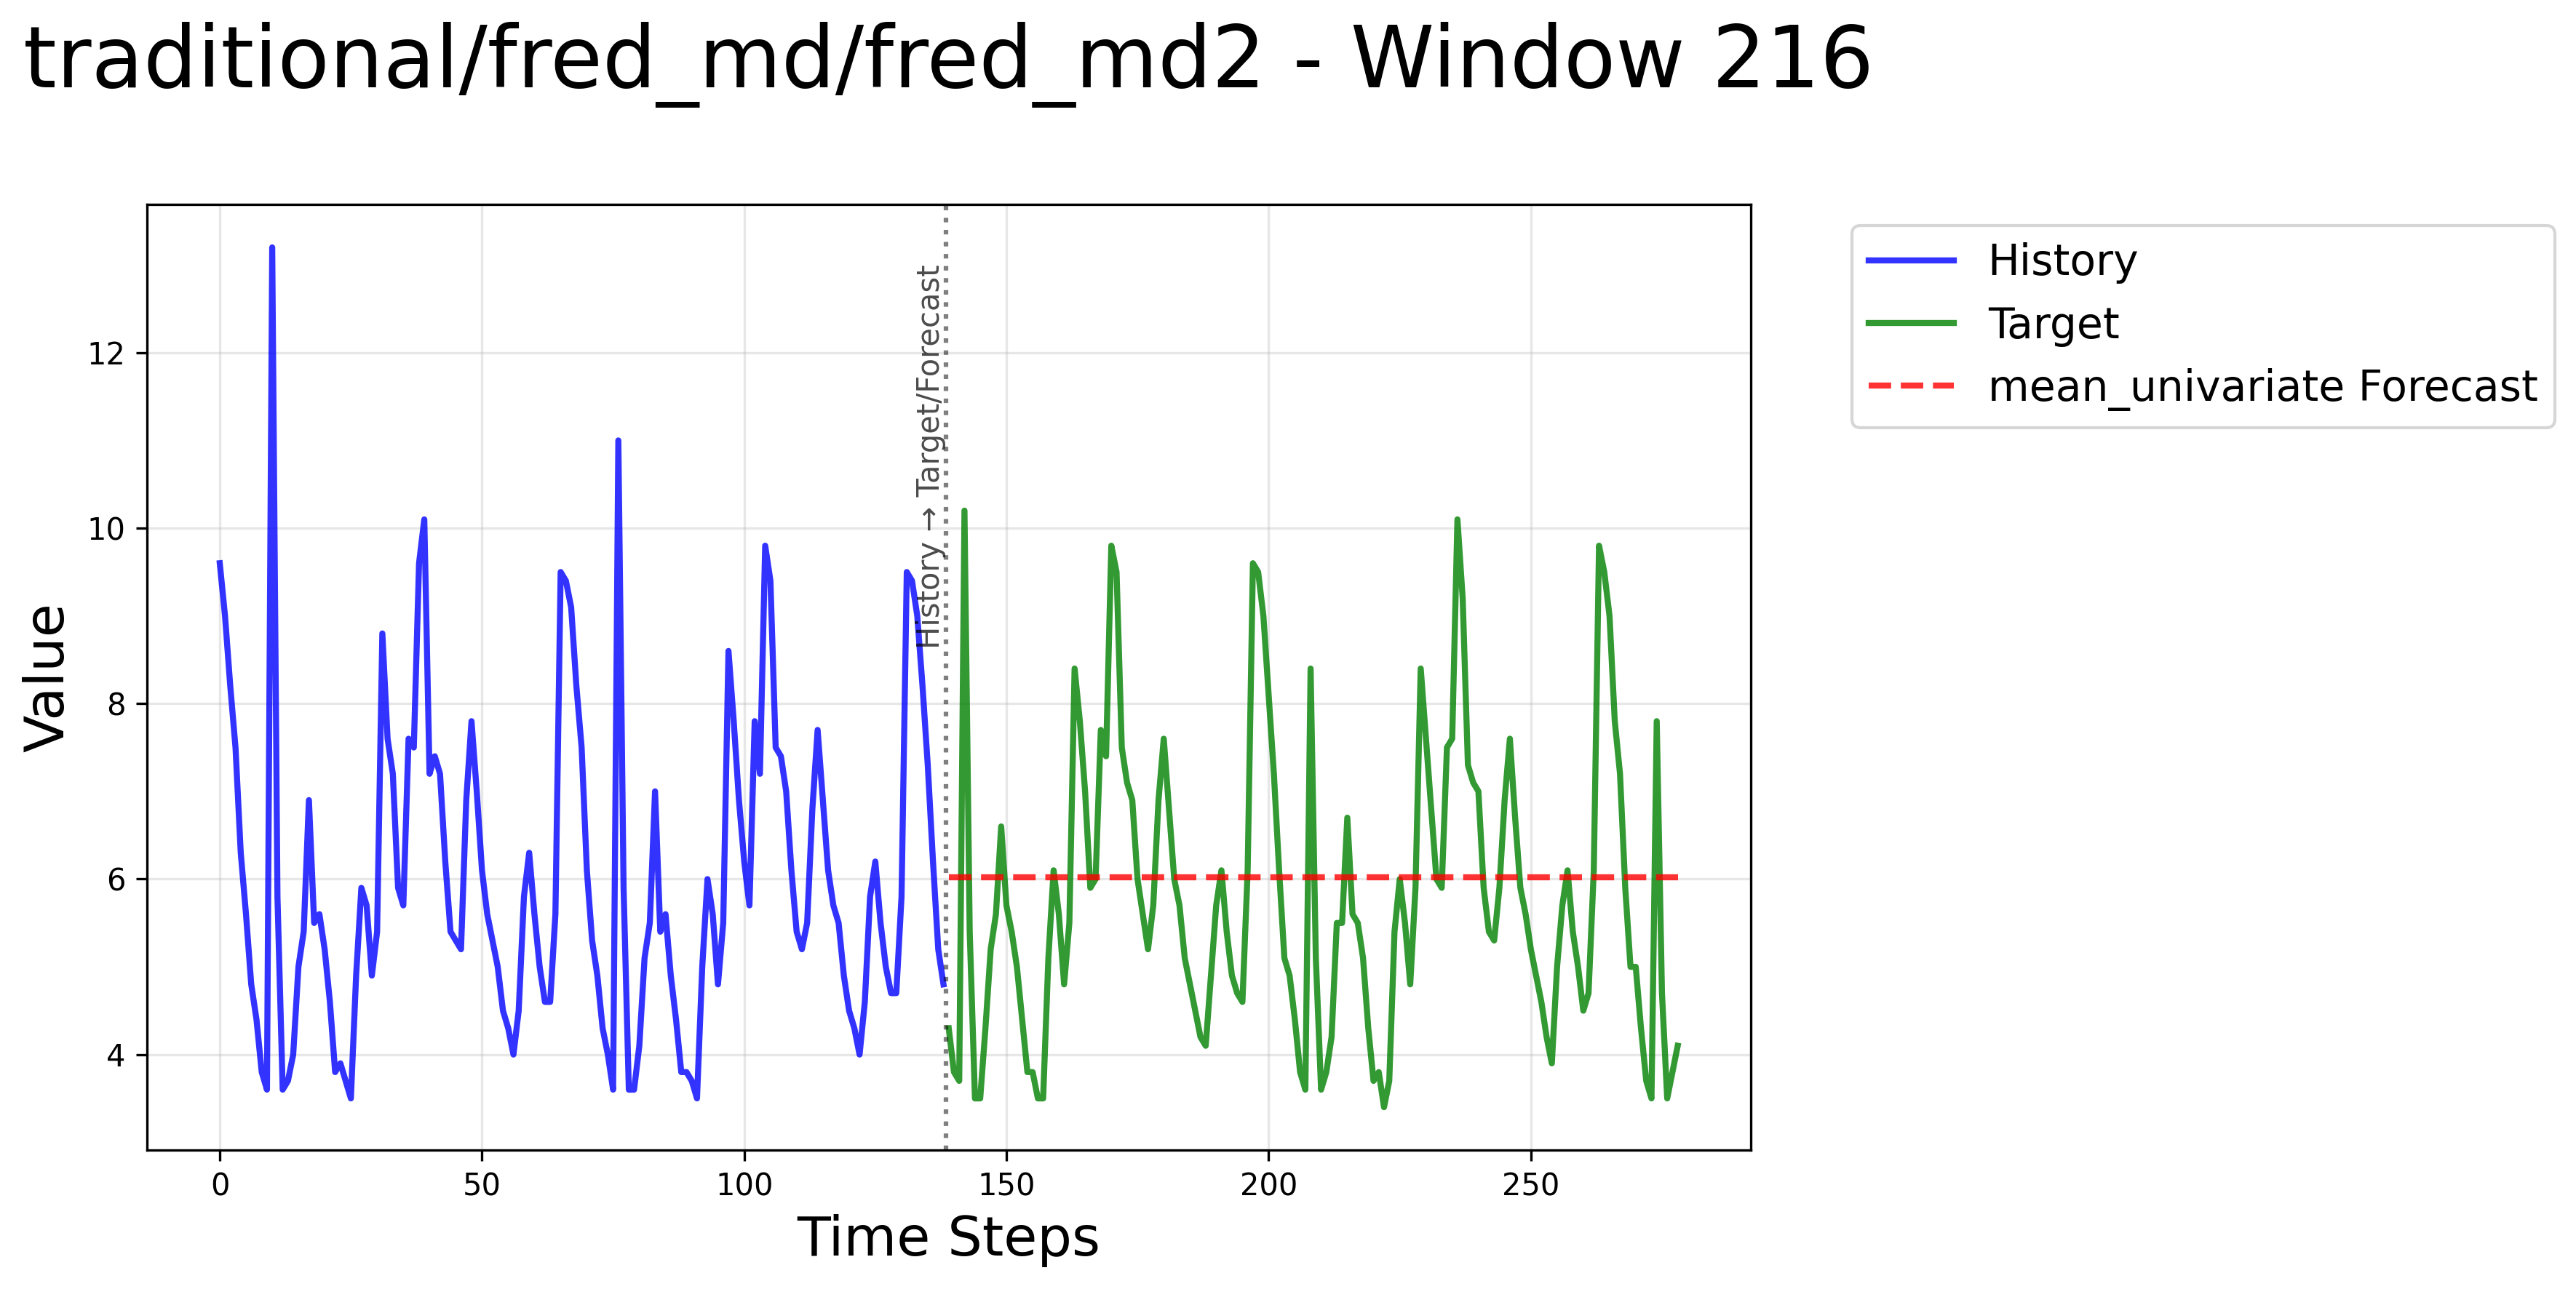 traditional/fred_md/fred_md2 - Window 216
History → Target/Forecast
History
Target
mean_univariate Forecast
Value
12
10
8
6
4
0
50
100
150
200
250
Time Steps